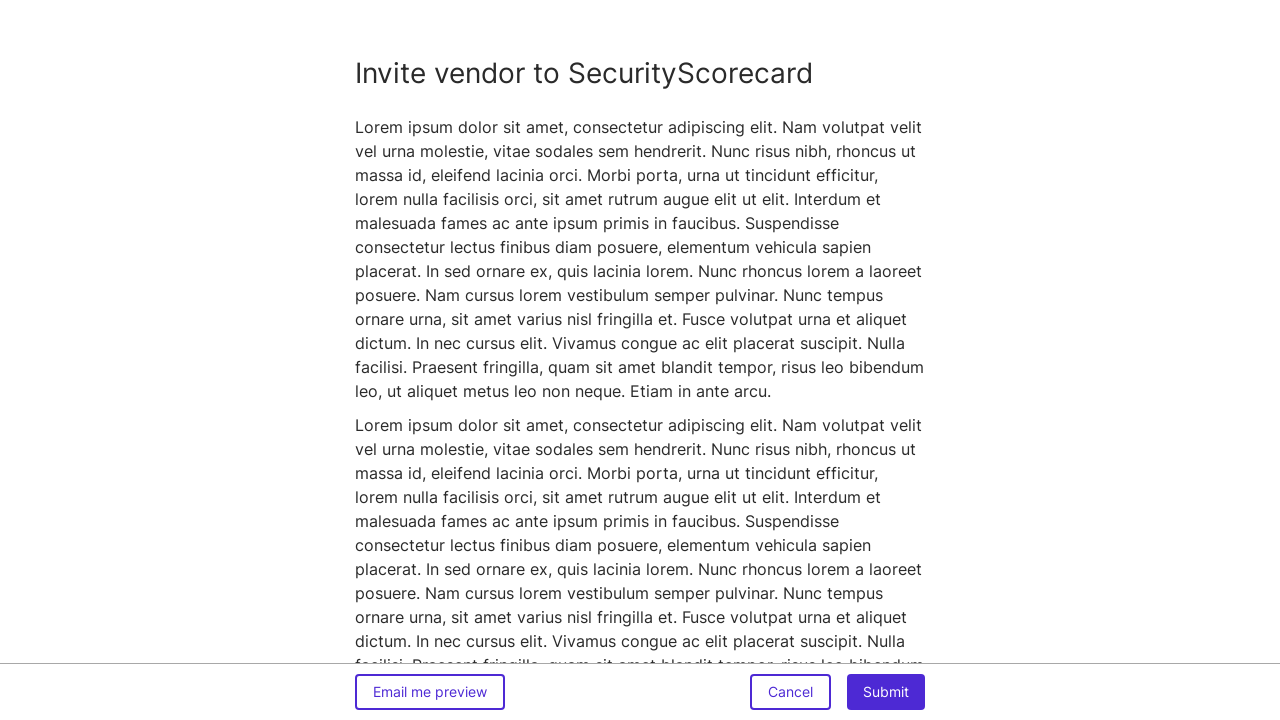 Invite vendor to SecurityScorecard
Lorem ipsum dolor sit amet, consectetur adipiscing elit. Nam volutpat velit
vel urna molestie, vitae sodales sem hendrerit. Nunc risus nibh, rhoncus ut
massa id, eleifend lacinia orci. Morbi porta, urna ut tincidunt efficitur,
lorem nulla facilisis orci, sit amet rutrum augue elit ut elit. Interdum et
malesuada fames ac ante ipsum primis in faucibus. Suspendisse
consectetur lectus finibus diam posuere, elementum vehicula sapien
placerat. In sed ornare ex, quis lacinia lorem. Nunc rhoncus lorem a laoreet
posuere. Nam cursus lorem vestibulum semper pulvinar. Nunc tempus
ornare urna, sit amet varius nisl fringilla et. Fusce volutpat urna et aliquet
dictum. In nec cursus elit. Vivamus congue ac elit placerat suscipit. Nulla
facilisi. Praesent fringilla, quam sit amet blandit tempor, risus leo bibendum
leo, ut aliquet metus leo non neque. Etiam in ante arcu.
Lorem ipsum dolor sit amet, consectetur adipiscing elit. Nam volutpat velit
vel urna molestie, vitae sodales sem hendrerit. Nunc risus nibh, rhoncus ut
massa id, eleifend lacinia orci. Morbi porta, urna ut tincidunt efficitur,
lorem nulla facilisis orci, sit amet rutrum augue elit ut elit. Interdum et
malesuada fames ac ante ipsum primis in faucibus. Suspendisse
consectetur lectus finibus diam posuere, elementum vehicula sapien
placerat. In sed ornare ex, quis lacinia lorem. Nunc rhoncus lorem a laoreet
posuere. Nam cursus lorem vestibulum semper pulvinar. Nunc tempus
ornare urna, sit amet varius nisl fringilla et. Fusce volutpat urna et aliquet
dictum. In nec cursus elit. Vivamus congue ac elit placerat suscipit. Nulla
facilisi. Praesent fringilla, quam sit amet blandit tempor, risus leo bibendum
Email me preview
Cancel
Submit